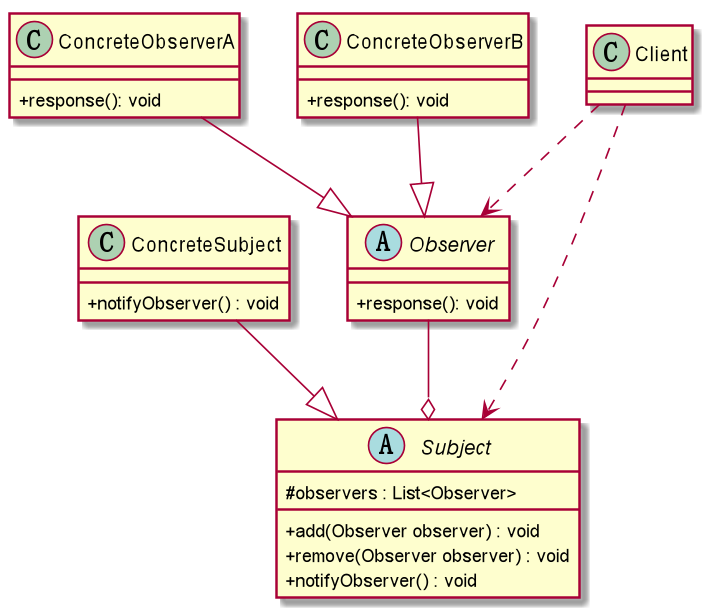 C ConcreteObserverA
+response(): void
C ConcreteObserverB
+response(): void
C Client
C ConcreteSubject
+notifyObserver() : void
A Observer
+response(): void
A Subject
#observers : List<Observer>
+add(Observer observer) : void
+remove(Observer observer) : void
+notifyObserver() : void